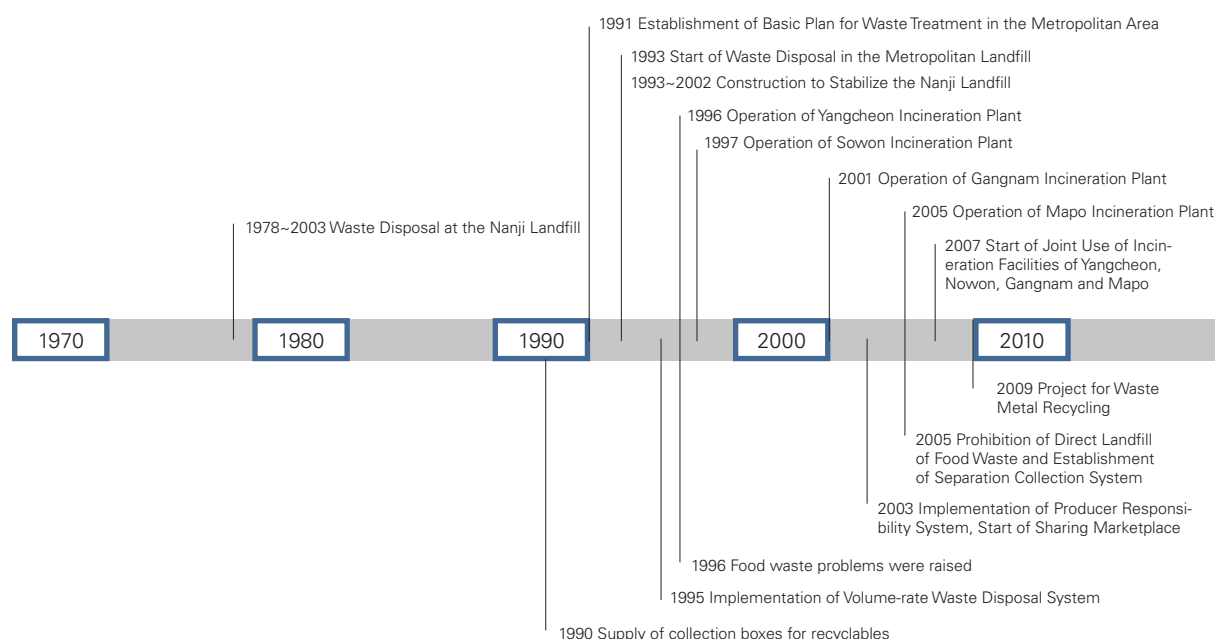 1991 Establishment of Basic Plan for Waste Treatment in the Metropolitan Area
1993 Start of Waste Disposal in the Metropolitan Landfill
1993~2002 Construction to Stabilize the Nanji Landfill
1996 Operation of Yangcheon Incineration Plant
1997 Operation of Sowon Incineration Plant
2001 Operation of Gangnam Incineration Plant
2005 Operation of Mapo Incineration Plant
1978~2003 Waste Disposal at the Nanji Landfill
2007 Start of Joint Use of Incin-
eration Facilities of Yangcheon,
Nowon, Gangnam and Mapo
1970
1980
1990
2000
2010
2009 Project for Waste
Metal Recycling
2005 Prohibition of Direct Landfill
of Food Waste and Establishment
of Separation Collection System
2003 Implementation of Producer Responsi-
bility System, Start of Sharing Marketplace
1996 Food waste problems were raised
1995 Implementation of Volume-rate Waste Disposal System
1990 Supply of collection boxes for recyclables